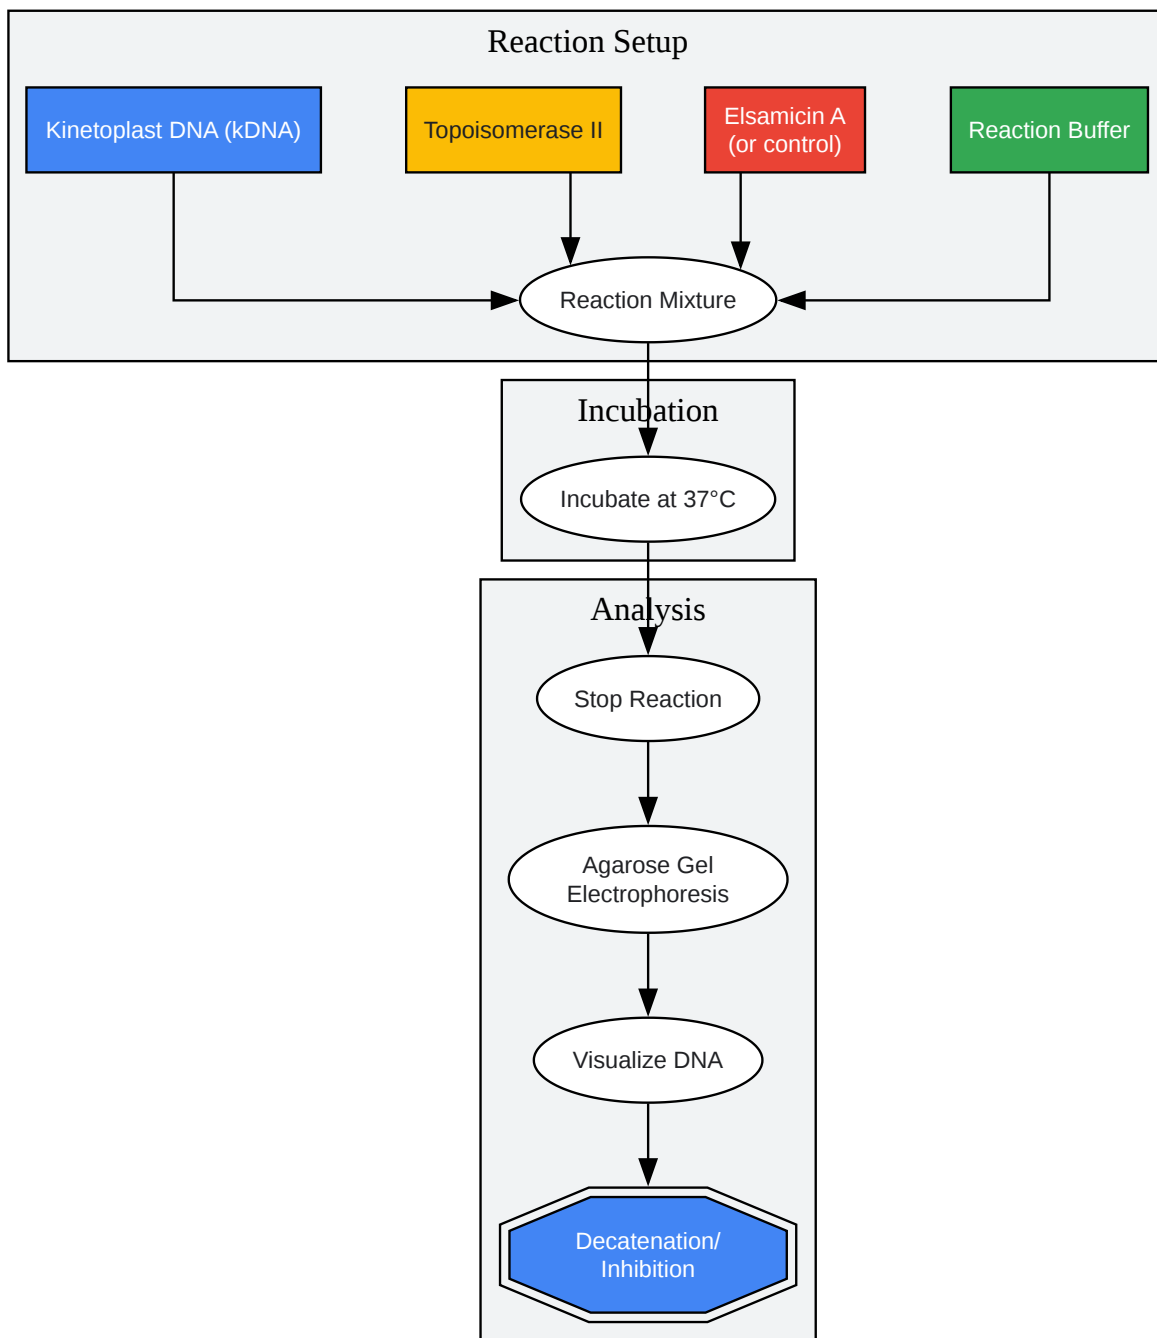 Reaction Setup
Kinetoplast DNA (kDNA)
Topoisomerase II
Elsamicin A
(or control)
Reaction Buffer
Reaction Mixture
Incubation
Incubate at 37°C
Analysis
Stop Reaction
Agarose Gel
Electrophoresis
Visualize DNA
Decatenation/
Inhibition